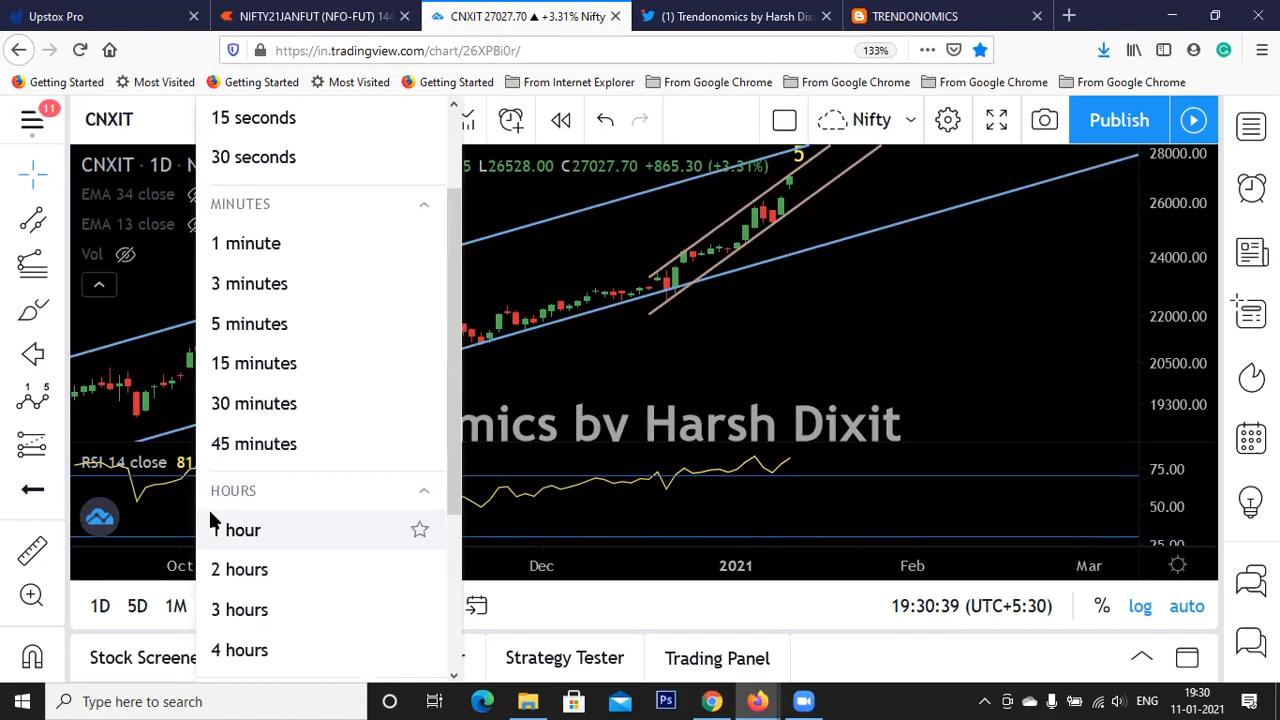 Upstox Pro
NIFTY21JANFUT (NFO-FUT) 144
CNXIT 27027.70 ▲ +3.31% Nifty
(1) Trendonomics by Harsh Dix
TRENDONOMICS
https://in.tradingview.com/chart/26XPBi0r/
133%
Getting Started
Most Visited
Getting Started
Most Visited
Getting Started
From Internet Explorer
From Google Chrome
From Google Chrome
From Google Chrome
From Google Chrome
11
CNXIT
Nifty
Publish
CNXIT · 1D · N
L26528.00 C27027.70 +865.30 (+3.31%)
EMA 34 close
EMA 13 close
Vol
15 seconds
30 seconds
MINUTES
1 minute
3 minutes
5 minutes
15 minutes
30 minutes
45 minutes
HOURS
1 hour
2 hours
3 hours
4 hours
5
28000.00
26000.00
24000.00
22000.00
20500.00
19300.00
mics by Harsh Dixit
RSI 14 close 81
75.00
50.00
25.00
Oct
Dec
2021
Feb
Mar
1D 5D 1M
19:30:39 (UTC+5:30)
%
log
auto
Stock Screene
Strategy Tester
Trading Panel
Type here to search
ENG
19:30
11-01-2021